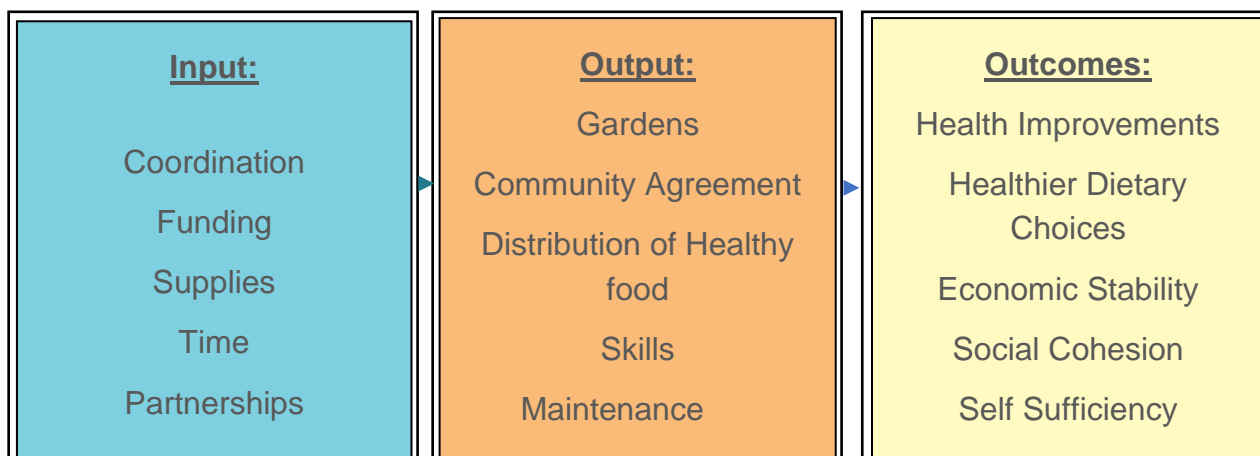 Input:
Coordination
Funding
Supplies
Time
Partnerships
Output:
Gardens
Community Agreement
Distribution of Healthy
food
Skills
Maintenance
Outcomes:
Health Improvements
Healthier Dietary
Choices
Economic Stability
Social Cohesion
Self Sufficiency